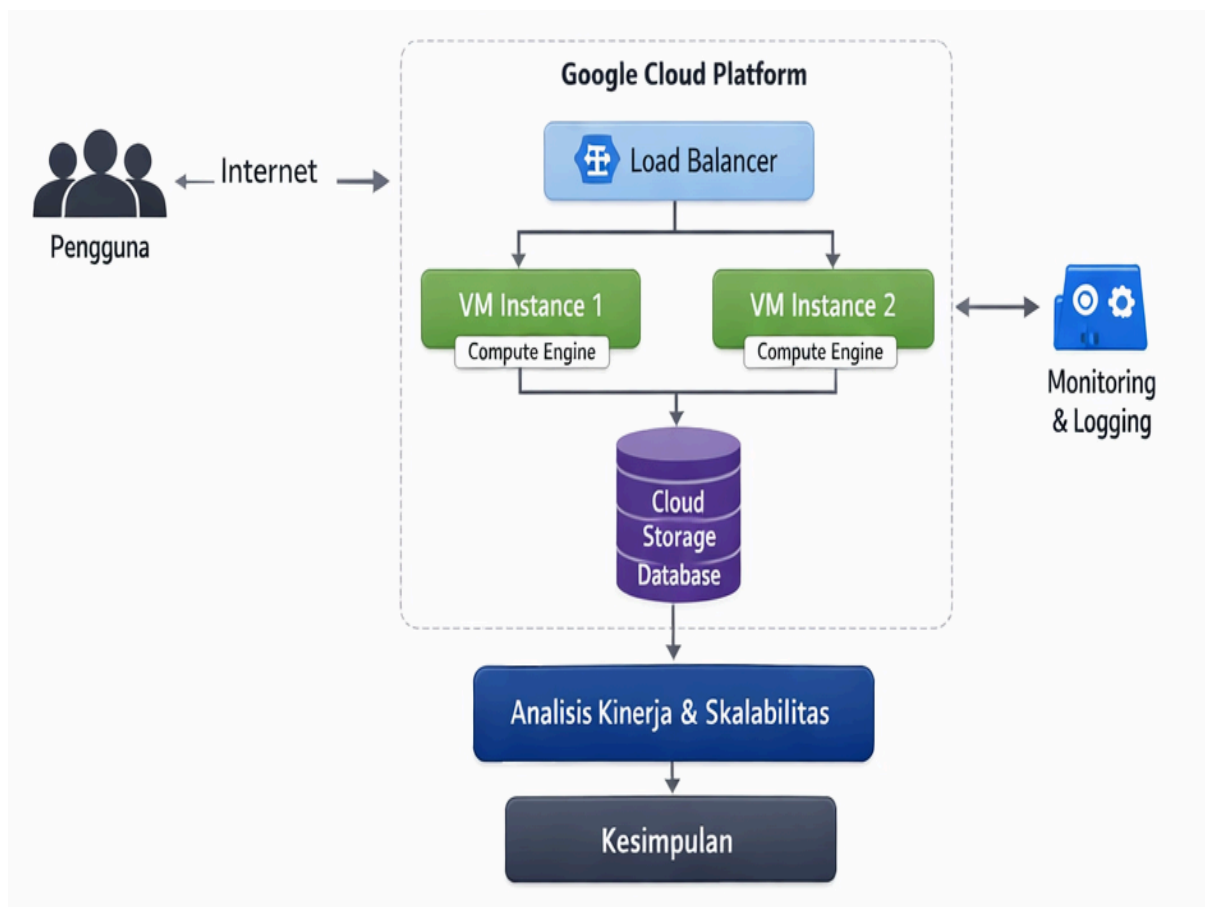 Google Cloud Platform
Load Balancer
Internet
Pengguna
VM Instance 1
Compute Engine
VM Instance 2
Compute Engine
Monitoring
& Logging
Cloud
Storage
Database
Analisis Kinerja & Skalabilitas
Kesimpulan